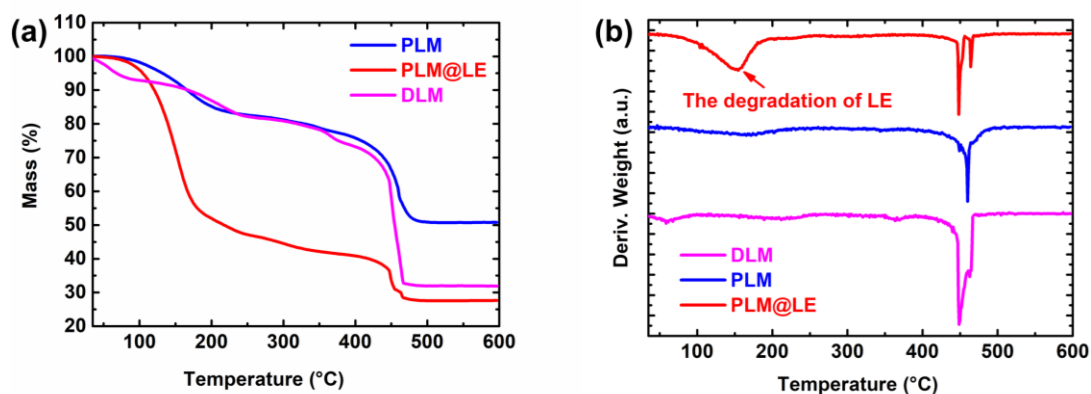 (a)
110
100
90
80
70
60
50
40
30
20
Mass (%)
PLM
PLM@LE
DLM
100
200
300
400
500
600
Temperature (°C)
(b)
Deriv. Weight (a.u.)
The degradation of LE
DLM
PLM
PLM@LE
100
200
300
400
500
600
Temperature (°C)